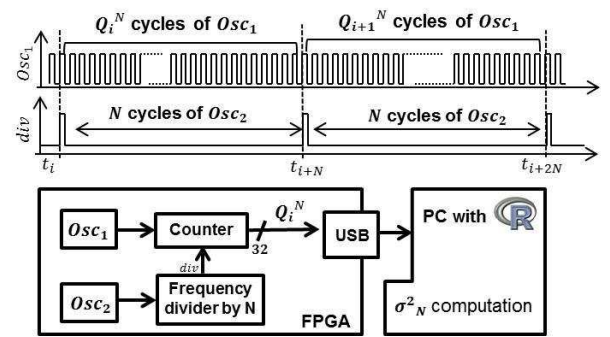 Q_i^N cycles of Osc_1 Q_{i+1}^N cycles of Osc_1
Osc_1
N cycles of Osc_2 N cycles of Osc_2
div
t_i t_{i+N} t_{i+2N}
Q_i^N
PC with R
Osc_1 Counter USB
32
div
Osc_2 Frequency
divider by N
σ^2_N computation
FPGA